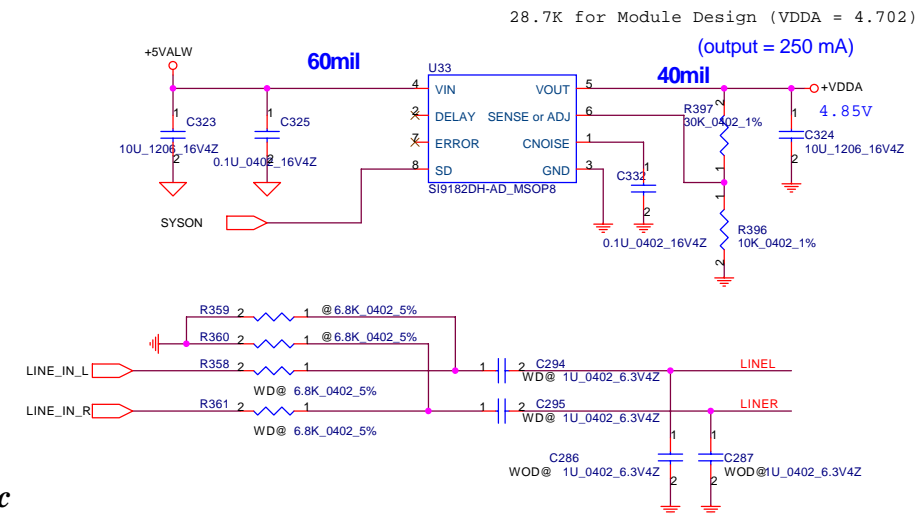 28.7K for Module Design (VDDA = 4.702)
(output = 250 mA)
+5VALW
60mil
40mil
U33
4 VIN VOUT 5
2 DELAY SENSE or ADJ 6
7 ERROR CNOISE 1
8 SD GND 3
SI9182DH-AD_MSOP8
+VDDA
4.85V
1 C323 2
10U_1206_16V4Z
1 C325 2
0.1U_0402_16V4Z
2 R397 1
30K_0402_1%
1 C324 2
10U_1206_16V4Z
1 C332 2
0.1U_0402_16V4Z
1 R396 2
10K_0402_1%
SYSON
R359 2 1 @ 6.8K_0402_5%
R360 2 1 @ 6.8K_0402_5%
LINE_IN_L R358 2 1 1 2 C294 LINEL
WD@ 6.8K_0402_5% WD@ 1U_0402_6.3V4Z
LINE_IN_R R361 2 1 1 2 C295 LINER
WD@ 6.8K_0402_5% WD@ 1U_0402_6.3V4Z
1 1
C286 C287
WOD@ 1U_0402_6.3V4Z WOD@1U_0402_6.3V4Z
2 2
c